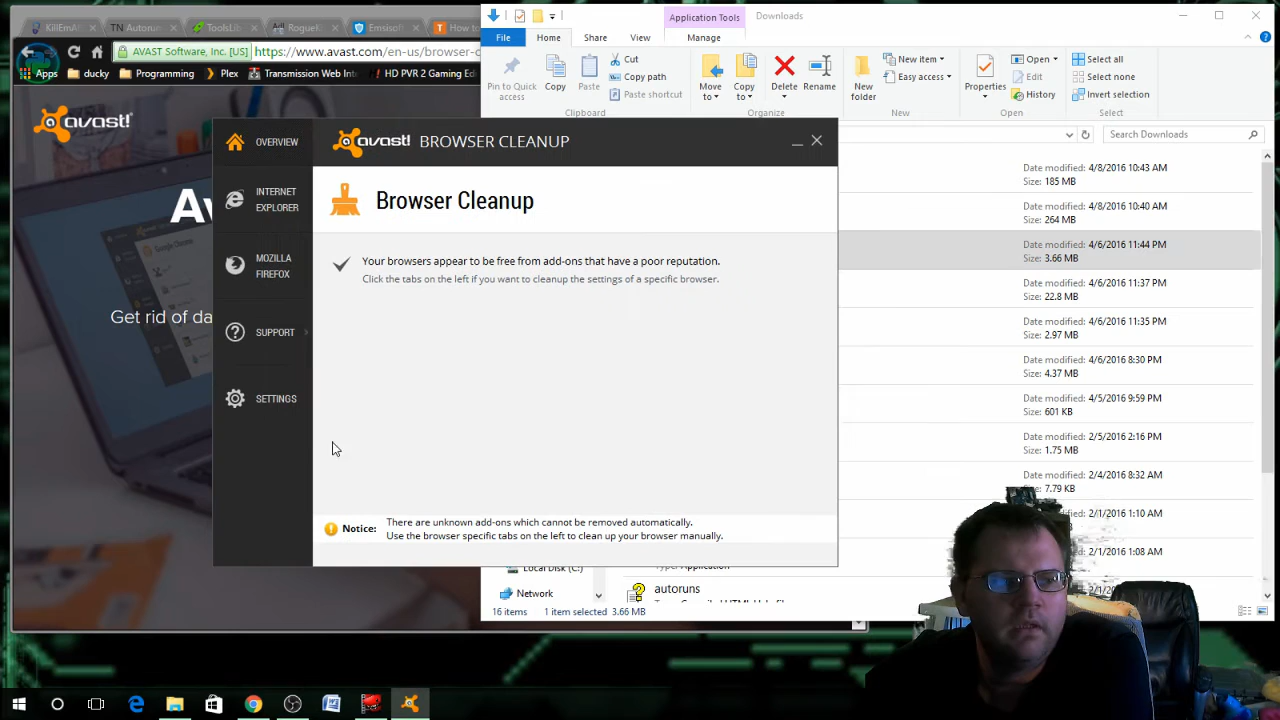 KillEmAl
TN Autorun
ToolsLib
RogueK
Emsisoft
How to
AVAST Software, Inc. [US]
https://www.avast.com/en-us/browser-c
Apps
ducky
Programming
Plex
Transmission Web Int
HD PVR 2 Gaming Edi
avast!
Av
Get rid of da
Application Tools
Downloads
File
Home
Share
View
Manage
Pin to Quick access
Copy
Paste
Cut
Copy path
Paste shortcut
Clipboard
Move to
Copy to
Delete
Rename
Organize
New folder
New item
Easy access
New
Properties
Open
Edit
History
Open
Select all
Select none
Invert selection
Select
Search Downloads
Date modified: 4/8/2016 10:43 AM
Size: 185 MB
Date modified: 4/8/2016 10:40 AM
Size: 264 MB
Date modified: 4/6/2016 11:44 PM
Size: 3.66 MB
Date modified: 4/6/2016 11:37 PM
Size: 22.8 MB
Date modified: 4/6/2016 11:35 PM
Size: 2.97 MB
Date modified: 4/6/2016 8:30 PM
Size: 4.37 MB
Date modified: 4/5/2016 9:59 PM
Size: 601 KB
Date modified: 2/5/2016 2:16 PM
Size: 1.75 MB
Date modified: 2/4/2016 8:32 AM
Size: 7.79 KB
2/1/2016 1:10 AM
2/1/2016 1:08 AM
Local Disk (C:)
Network
autoruns
16 items
1 item selected 3.66 MB
OVERVIEW
INTERNET EXPLORER
MOZILLA FIREFOX
SUPPORT
SETTINGS
avast! BROWSER CLEANUP
Browser Cleanup
Your browsers appear to be free from add-ons that have a poor reputation.
Click the tabs on the left if you want to cleanup the settings of a specific browser.
Notice:
There are unknown add-ons which cannot be removed automatically.
Use the browser specific tabs on the left to clean up your browser manually.